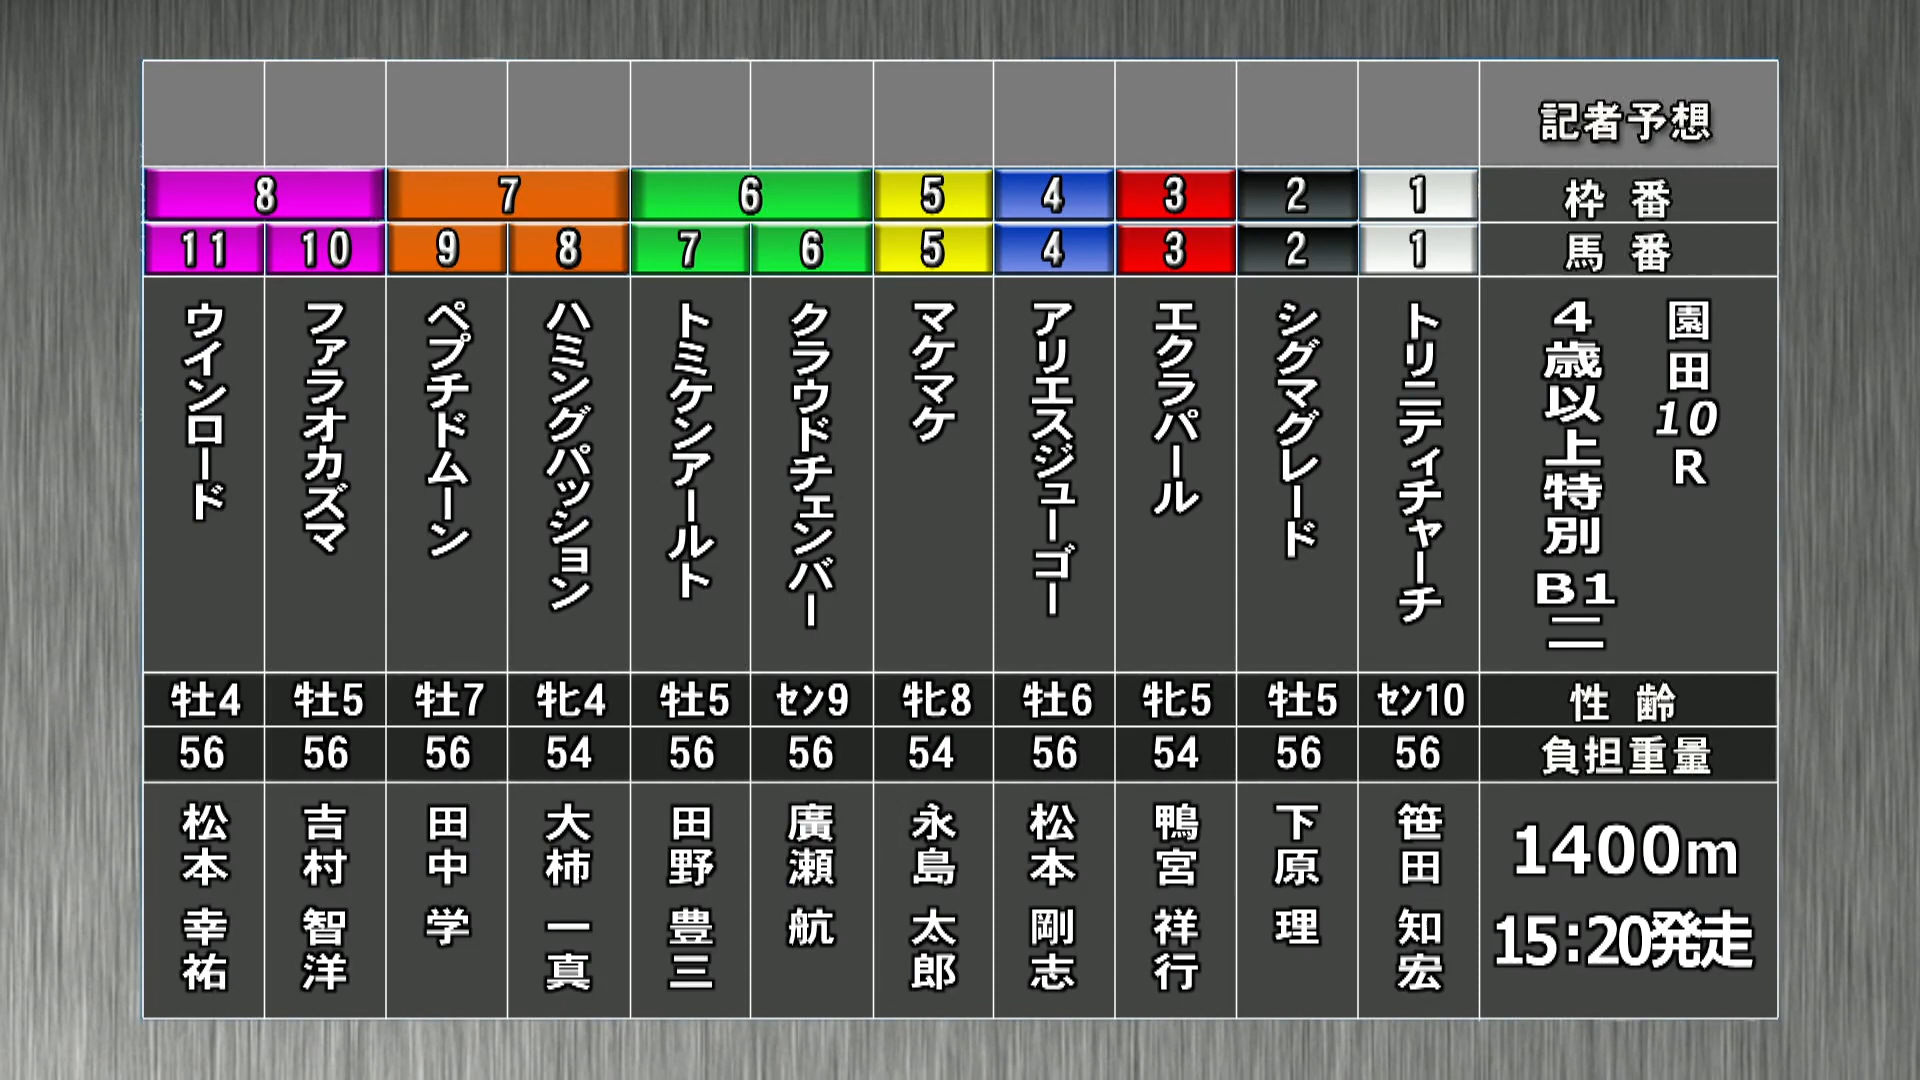 記者予想
枠番 1 2 3 4 5 6 7 8
馬番 1 2 3 4 5 6 7 8 9 10 11
園田10R
4歳以上特別B1二
トリニティチャーチ
シグマグレード
エクラパール
アリエスジューゴー
マケマケ
クラウドチェンバー
トミケンアールト
ハミングパッション
ペプチドムーン
ファラオカズマ
ウインロード
性齢 セン10 牡5 牝5 牡6 牝8 セン9 牡5 牝4 牡7 牡5 牡4
負担重量 56 56 54 56 54 56 56 54 56 56 56
1400m
15:20発走
笹田 知宏
下原 理
鴨宮 祥行
松本 剛志
永島 太郎
廣瀬 航
田野 豊三
大柿 一真
田中 学
吉村 智洋
松本 幸祐